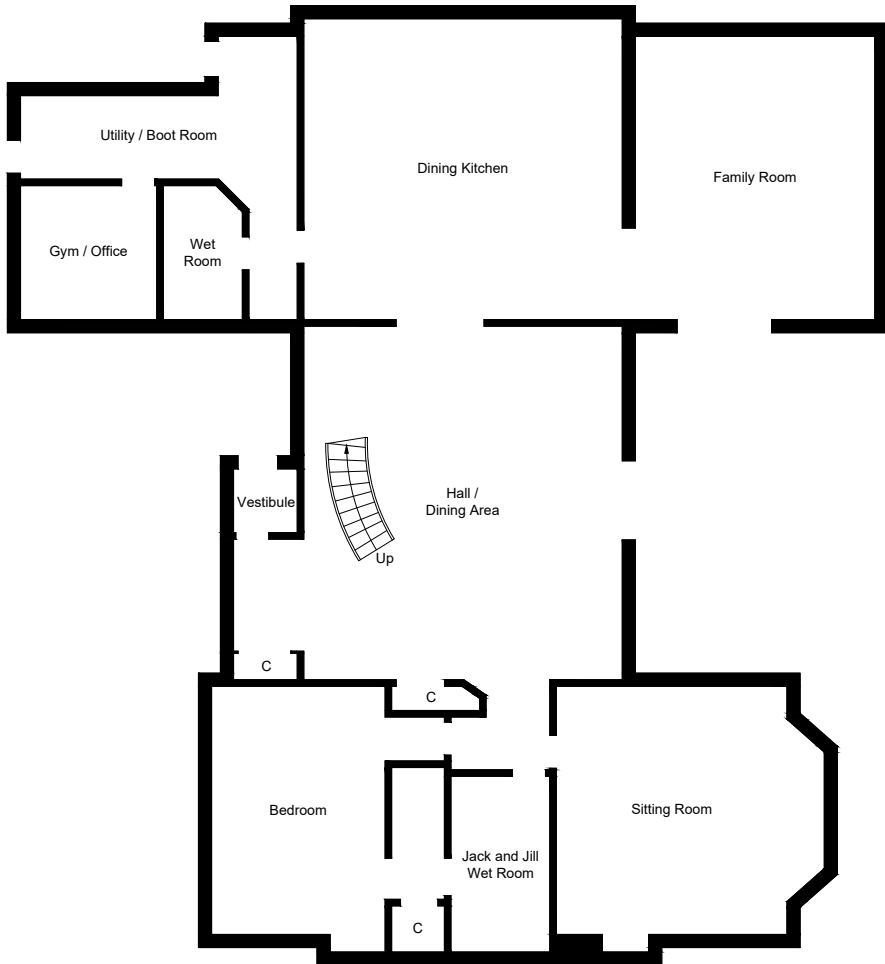 Utility / Boot Room
Dining Kitchen
Family Room
Gym / Office
Wet
Room
Vestibule
Hall /
Dining Area
Up
C
C
Bedroom
Sitting Room
Jack and Jill
Wet Room
C